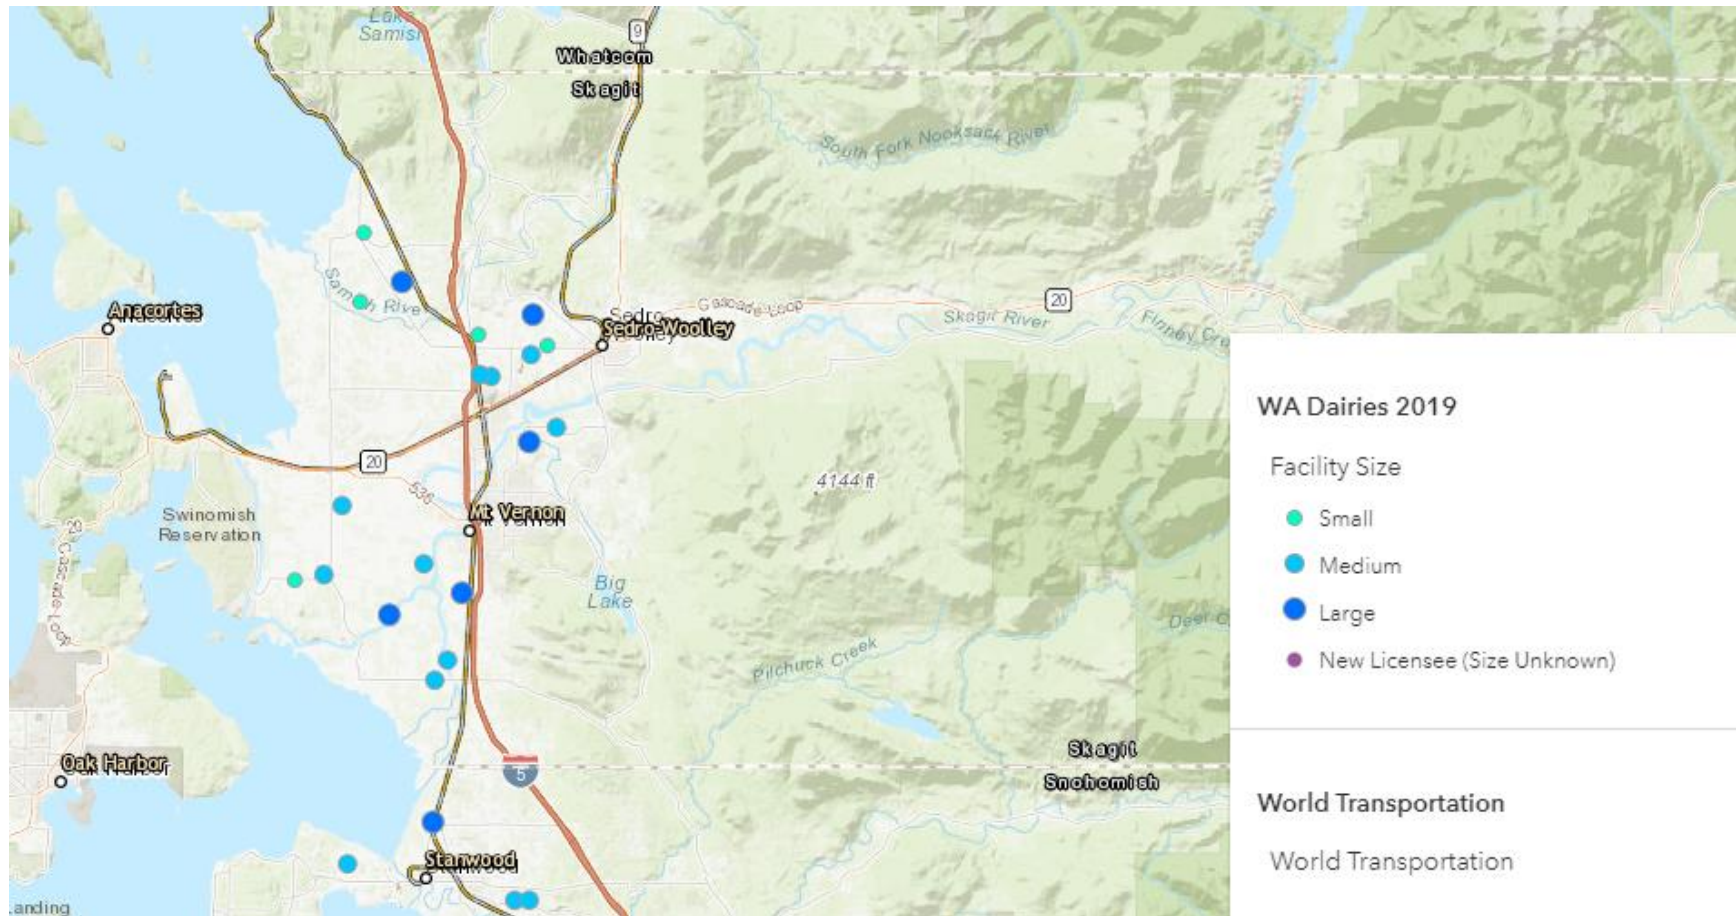 Lake
Samish
9
Whatcom
Skagit
South Fork Nooksack River
Samish River
Anacortes
Cascade Loop
20
Sedro-Woolley
Skagit River
Finney Cre
20
536
4144 ft
Swinomish
Reservation
Mt Vernon
Cascade Loop
Big
Lake
Deer C
Pilchuck Creek
Skagit
Snohomish
Oak Harbor
5
Stanwood
anding
WA Dairies 2019
Facility Size
Small
Medium
Large
New Licensee (Size Unknown)
World Transportation
World Transportation